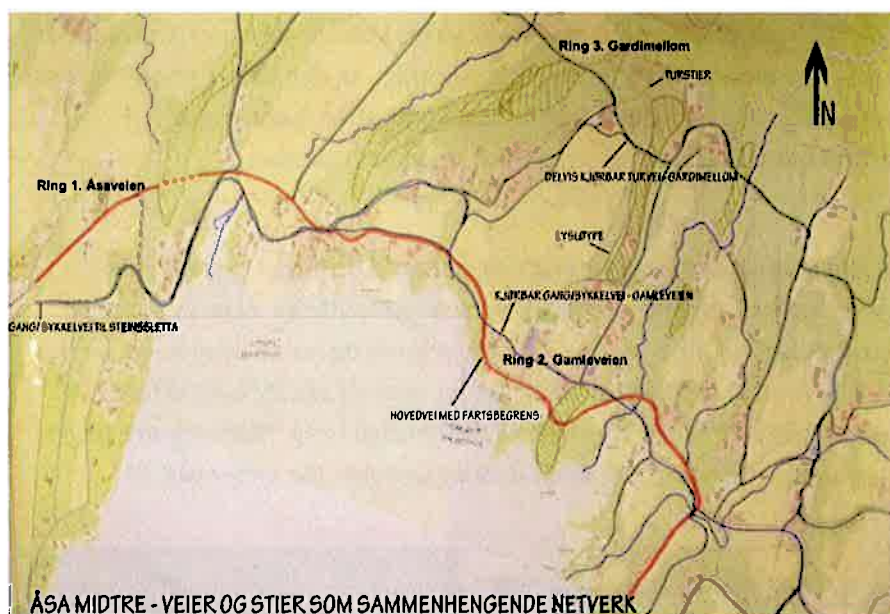 Ring 3. Gardimellom
TURSTIER
N
DELVIS KJØRBAR TURVEI - GARDIMELLOM
Ring 1. Åsaveien
LYSLØYPE
KJØRBAR GANG/SYKKELVEI - GAMLEVEIEN
GANG/SYKKELVEI TIL STEINSSLETTA
Ring 2, Gamleveien
HOVEDVEI MED FARTSBEGRENS
ÅSA MIDTRE - VEIER OG STIER SOM SAMMENHENGENDE NETVERK